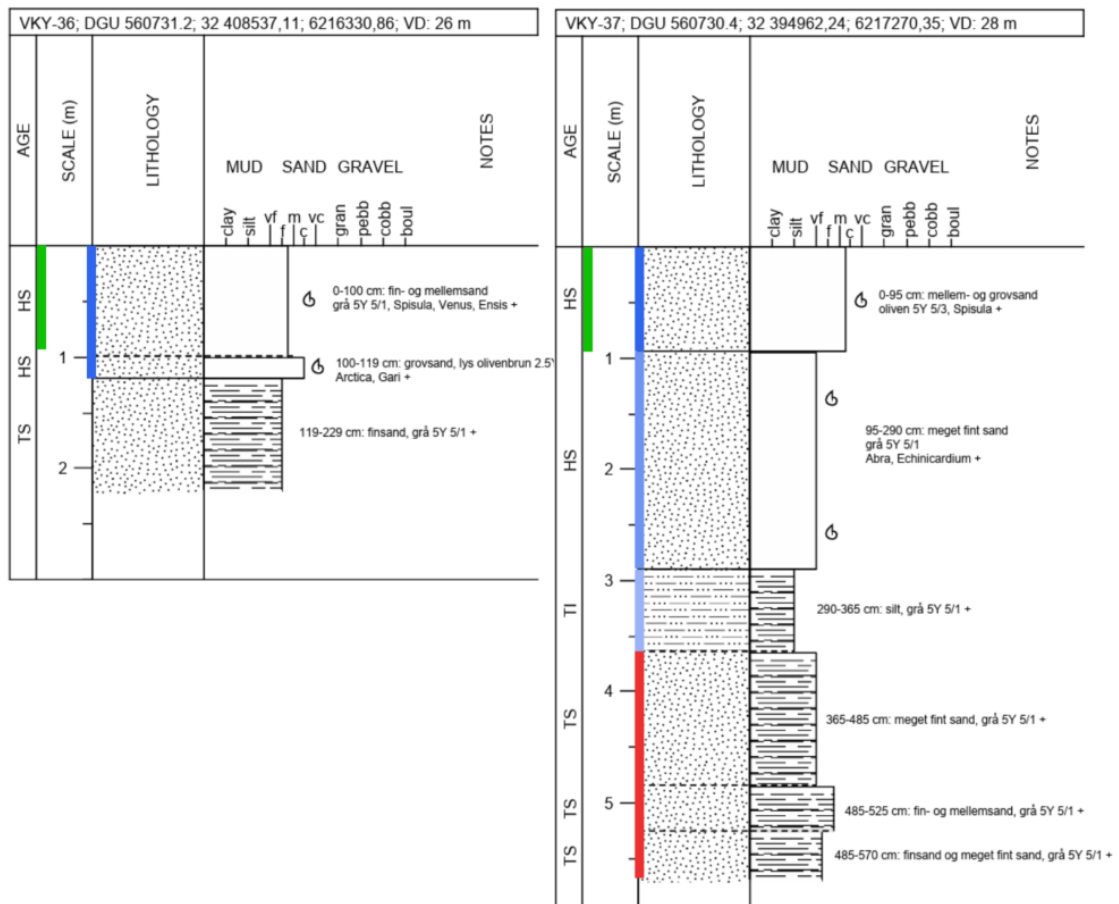 VKY-36; DGU 560731.2; 32 408537,11; 6216330,86; VD: 26 m
AGE
SCALE (m)
LITHOLOGY
MUD SAND GRAVEL
NOTES
clay
silt
vf
f
m
c
vc
gran
pebb
cobb
boul
HS
0-100 cm: fin- og mellemsand
grå 5Y 5/1, Spisula, Venus, Ensis +
1
HS
100-119 cm: grovsand, lys olivenbrun 2.5Y
Arctica, Gari +
TS
119-229 cm: finsand, grå 5Y 5/1 +
2
VKY-37; DGU 560730.4; 32 394962,24; 6217270,35; VD: 28 m
AGE
SCALE (m)
LITHOLOGY
MUD SAND GRAVEL
NOTES
clay
silt
vf
f
m
c
vc
gran
pebb
cobb
boul
HS
0-95 cm: mellem- og grovsand
oliven 5Y 5/3, Spisula +
1
HS
95-290 cm: meget fint sand
grå 5Y 5/1
Abra, Echinicardium +
2
3
TI
290-365 cm: silt, grå 5Y 5/1 +
4
TS
365-485 cm: meget fint sand, grå 5Y 5/1 +
5
TS
485-525 cm: fin- og mellemsand, grå 5Y 5/1 +
TS
485-570 cm: finsand og meget fint sand, grå 5Y 5/1 +